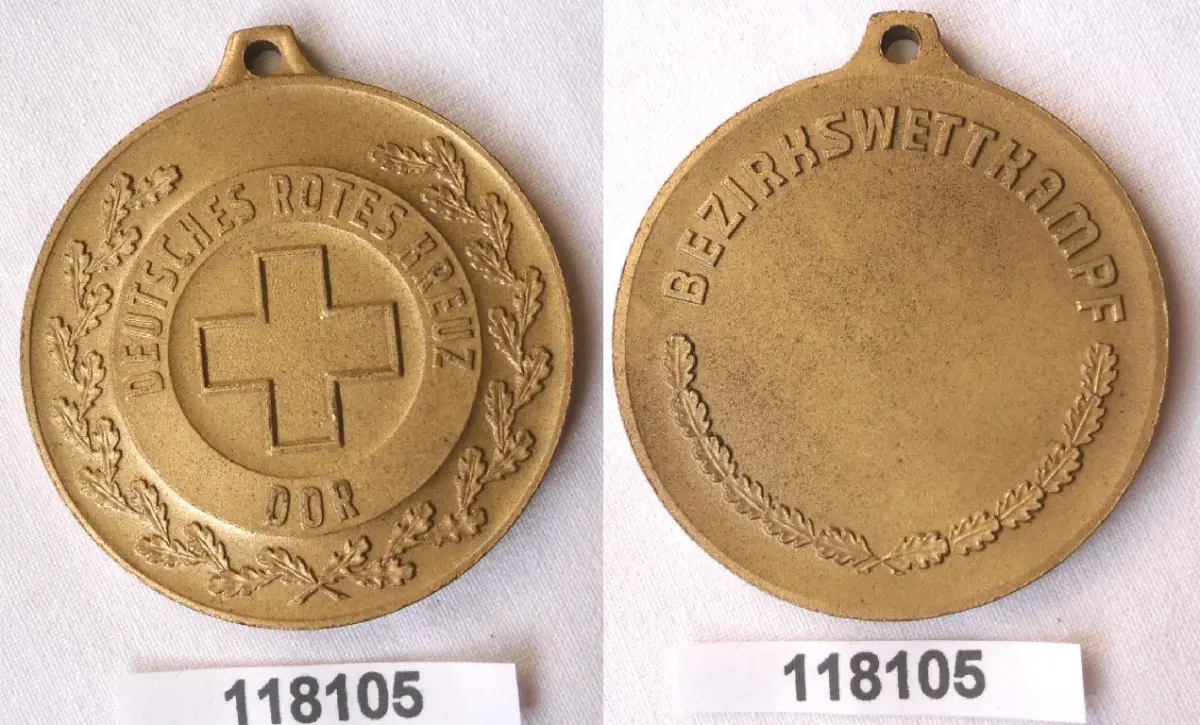 DEUTSCHES ROTES KREUZ
DDR
118105
BEZIRKSWETTKAMPF
118105